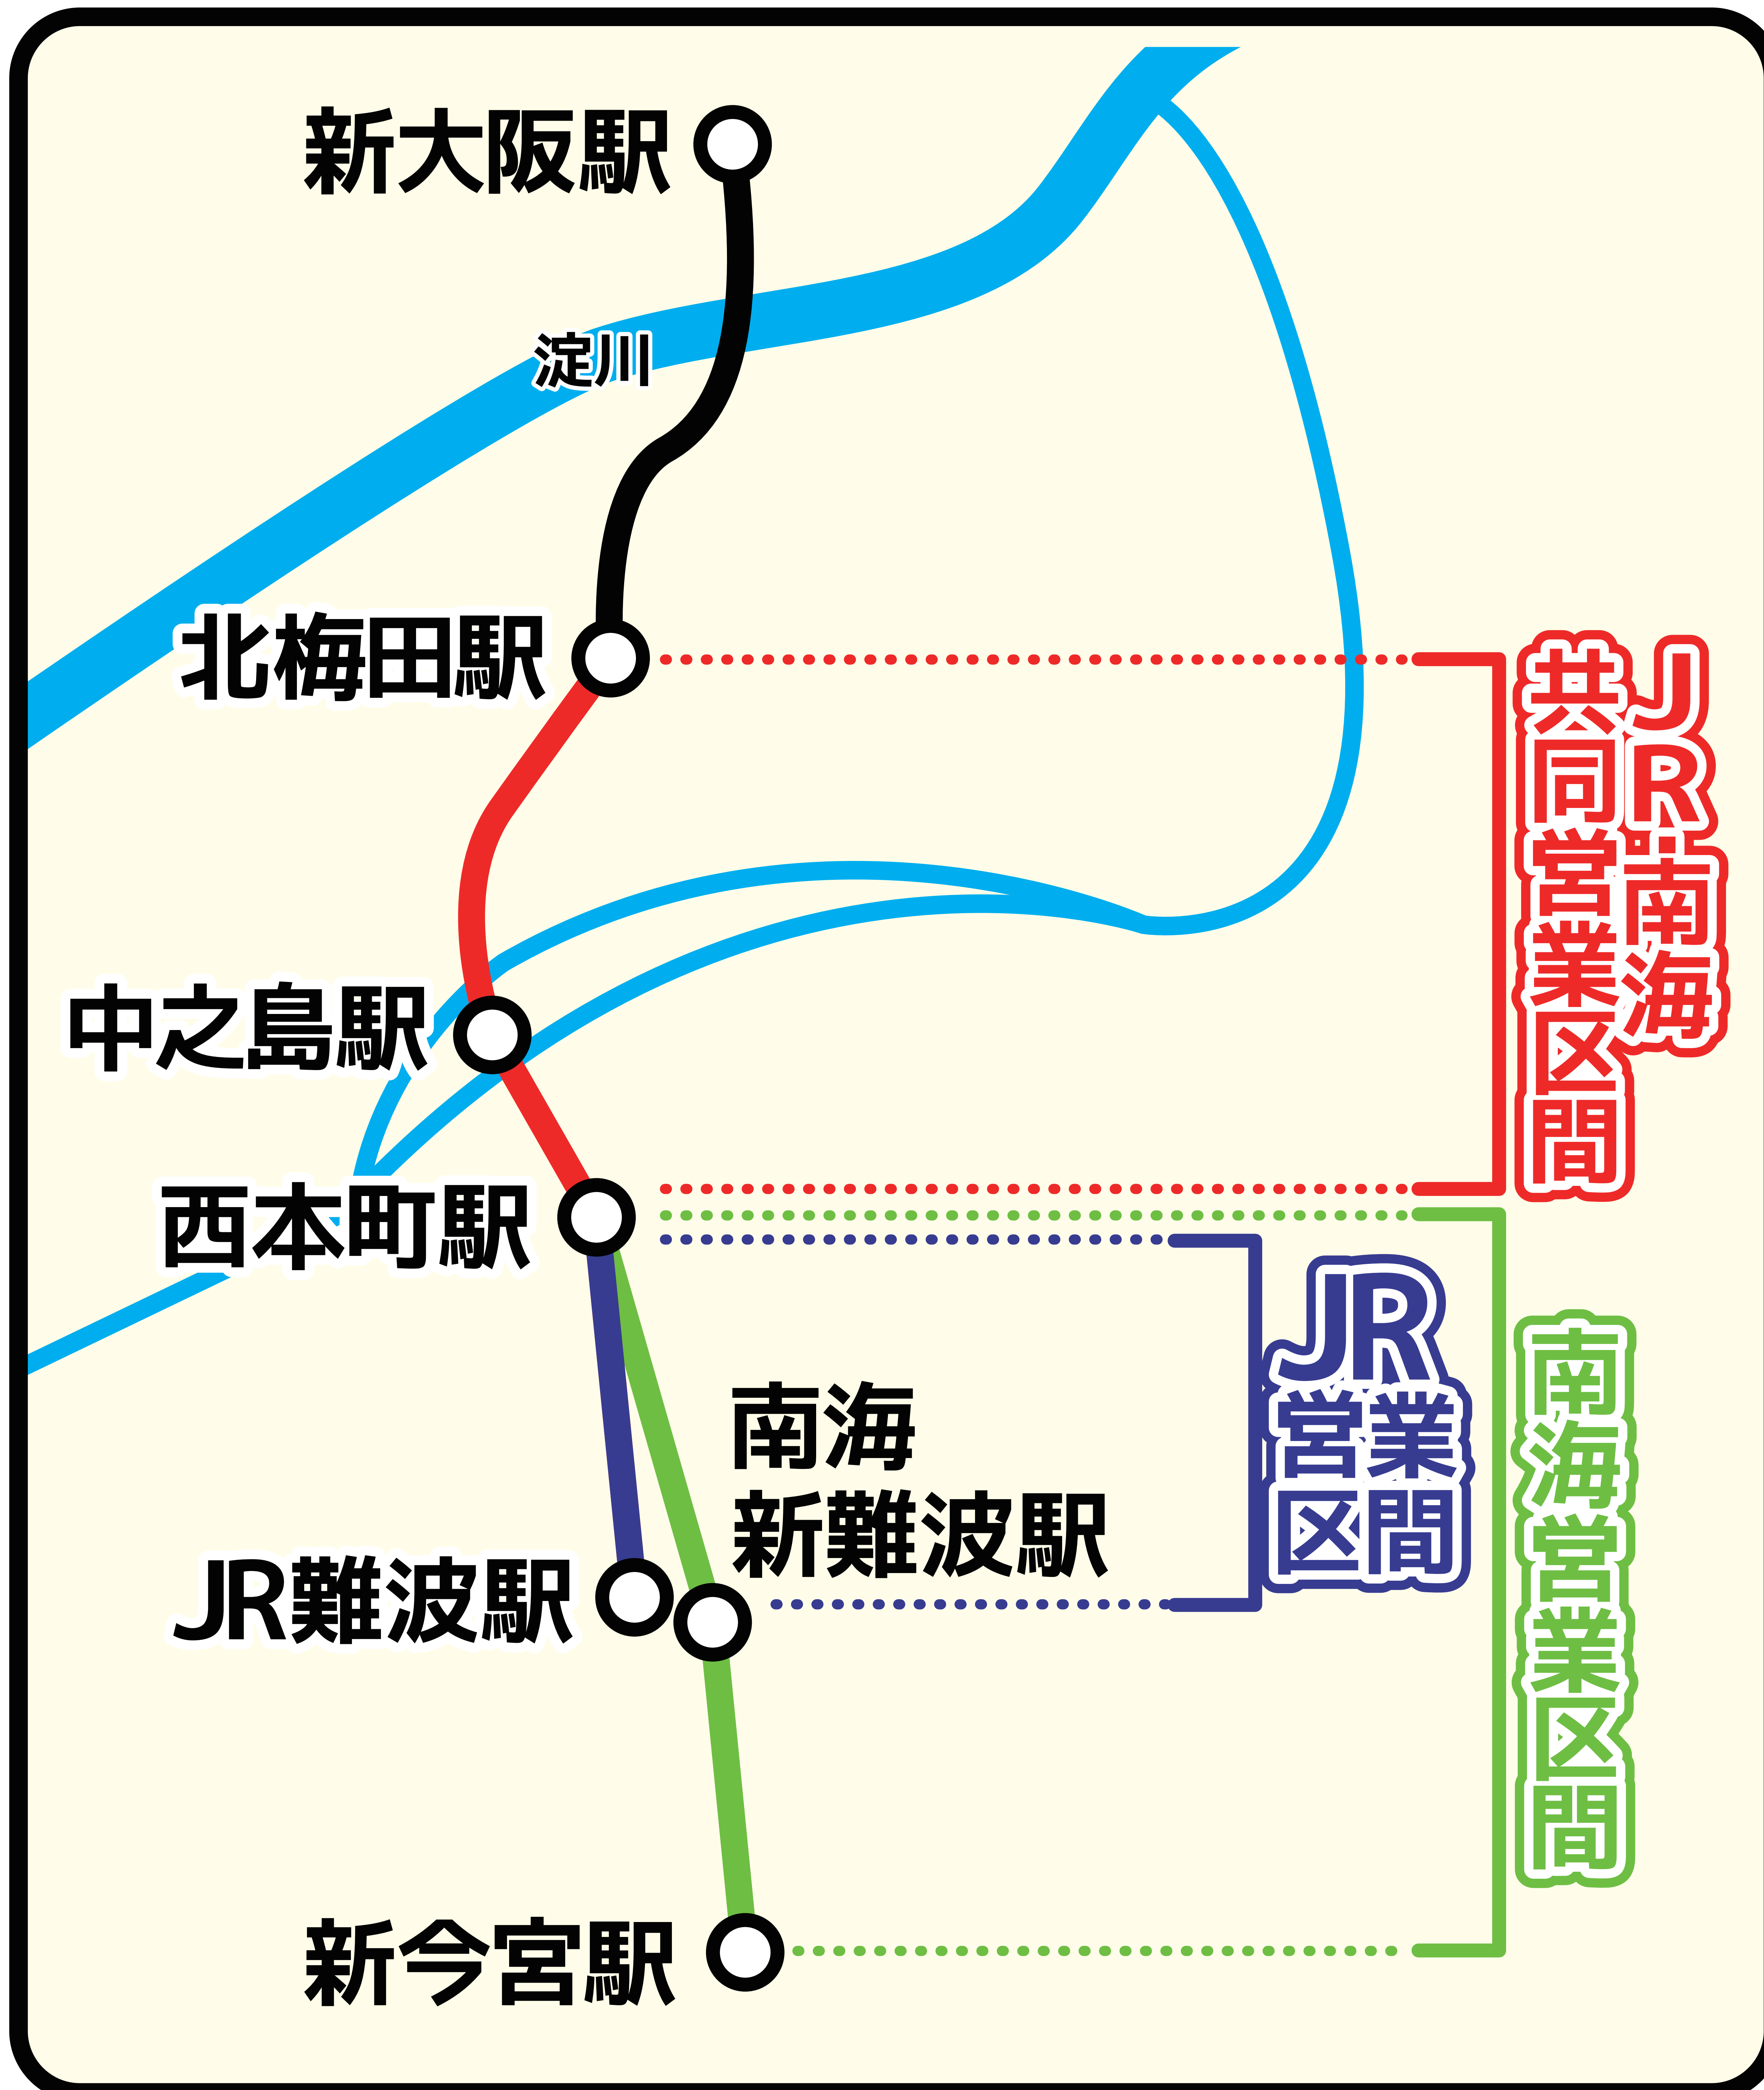 新大阪駅
淀川
北梅田駅
JR・南海
共同営業区間
中之島駅
西本町駅
JR
営業
区間
南海営業区間
南海
新難波駅
JR難波駅
新今宮駅